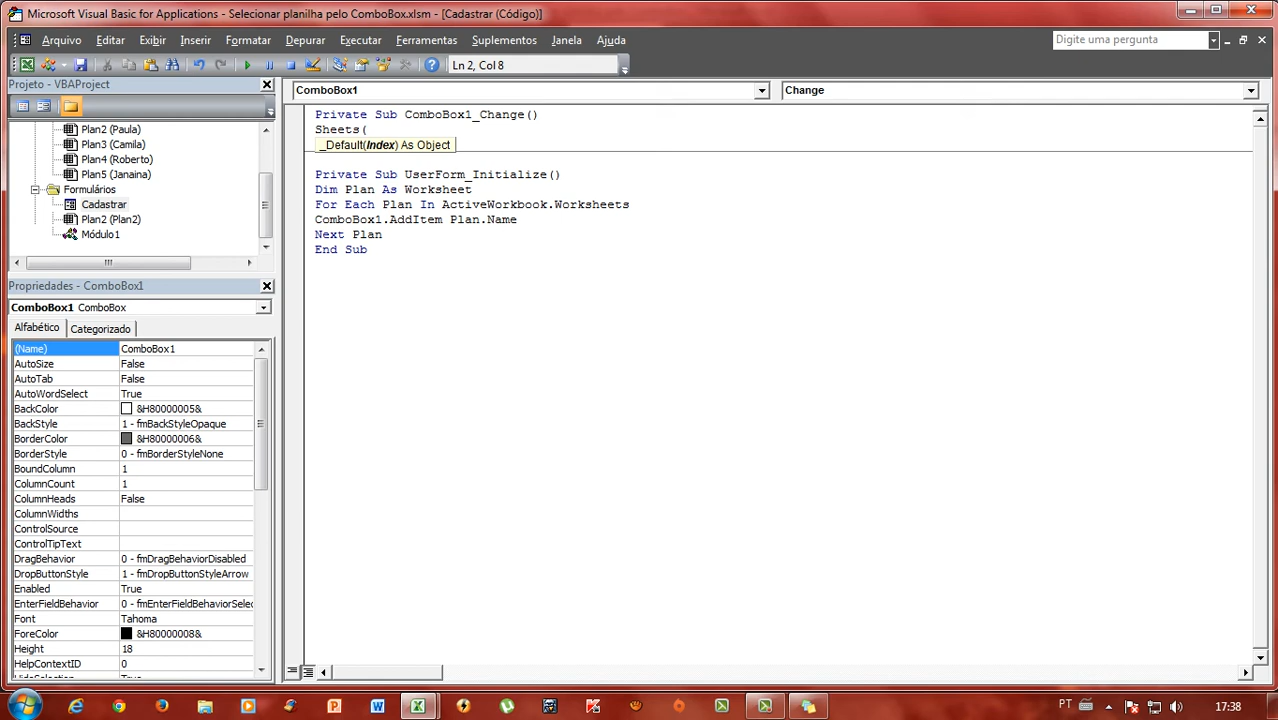 Microsoft Visual Basic for Applications - Selecionar planilha pelo ComboBox.xlsm - [Cadastrar (Código)]
Arquivo Editar Exibir Inserir Formatar Depurar Executar Ferramentas Suplementos Janela Ajuda
Digite uma pergunta
Ln 2, Col 8
Projeto - VBAProject
Plan2 (Paula)
Plan3 (Camila)
Plan4 (Roberto)
Plan5 (Janaina)
Formulários
Cadastrar
Plan2 (Plan2)
Módulo1
Propriedades - ComboBox1
ComboBox1 ComboBox
Alfabético Categorizado
(Name) ComboBox1
AutoSize False
AutoTab False
AutoWordSelect True
BackColor &H80000005&
BackStyle 1 - fmBackStyleOpaque
BorderColor &H80000006&
BorderStyle 0 - fmBorderStyleNone
BoundColumn 1
ColumnCount 1
ColumnHeads False
ColumnWidths
ControlSource
ControlTipText
DragBehavior 0 - fmDragBehaviorDisabled
DropButtonStyle 1 - fmDropButtonStyleArrow
Enabled True
EnterFieldBehavior 0 - fmEnterFieldBehaviorSelec
Font Tahoma
ForeColor &H80000008&
Height 18
HelpContextID 0
ComboBox1 Change
Private Sub ComboBox1_Change()
Sheets(
_Default(Index) As Object
Private Sub UserForm_Initialize()
Dim Plan As Worksheet
For Each Plan In ActiveWorkbook.Worksheets
ComboBox1.AddItem Plan.Name
Next Plan
End Sub
PT 17:38